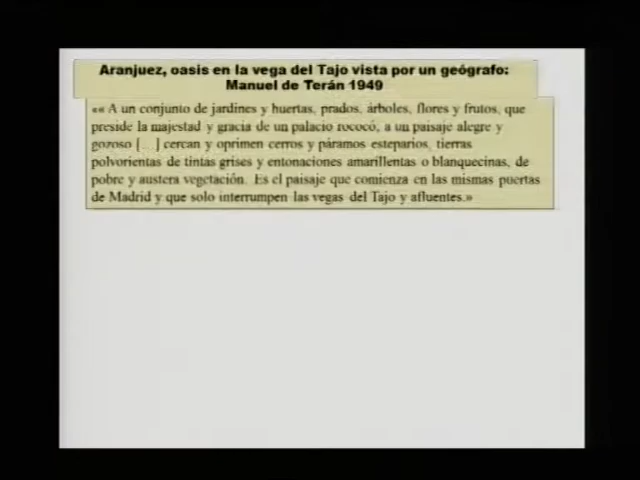 Aranjuez, oasis en la vega del Tajo vista por un geógrafo:
Manuel de Terán 1949
«« A un conjunto de jardines y huertas, prados, árboles, flores y frutos, que
preside la majestad y gracia de un palacio rococó, a un paisaje alegre y
gozoso [...] cercan y oprimen cerros y páramos esteparios, tierras
polvorientas de tintas grises y entonaciones amarillentas o blanquecinas, de
pobre y austera vegetación. Es el paisaje que comienza en las mismas puertas
de Madrid y que solo interrumpen las vegas del Tajo y afluentes.»